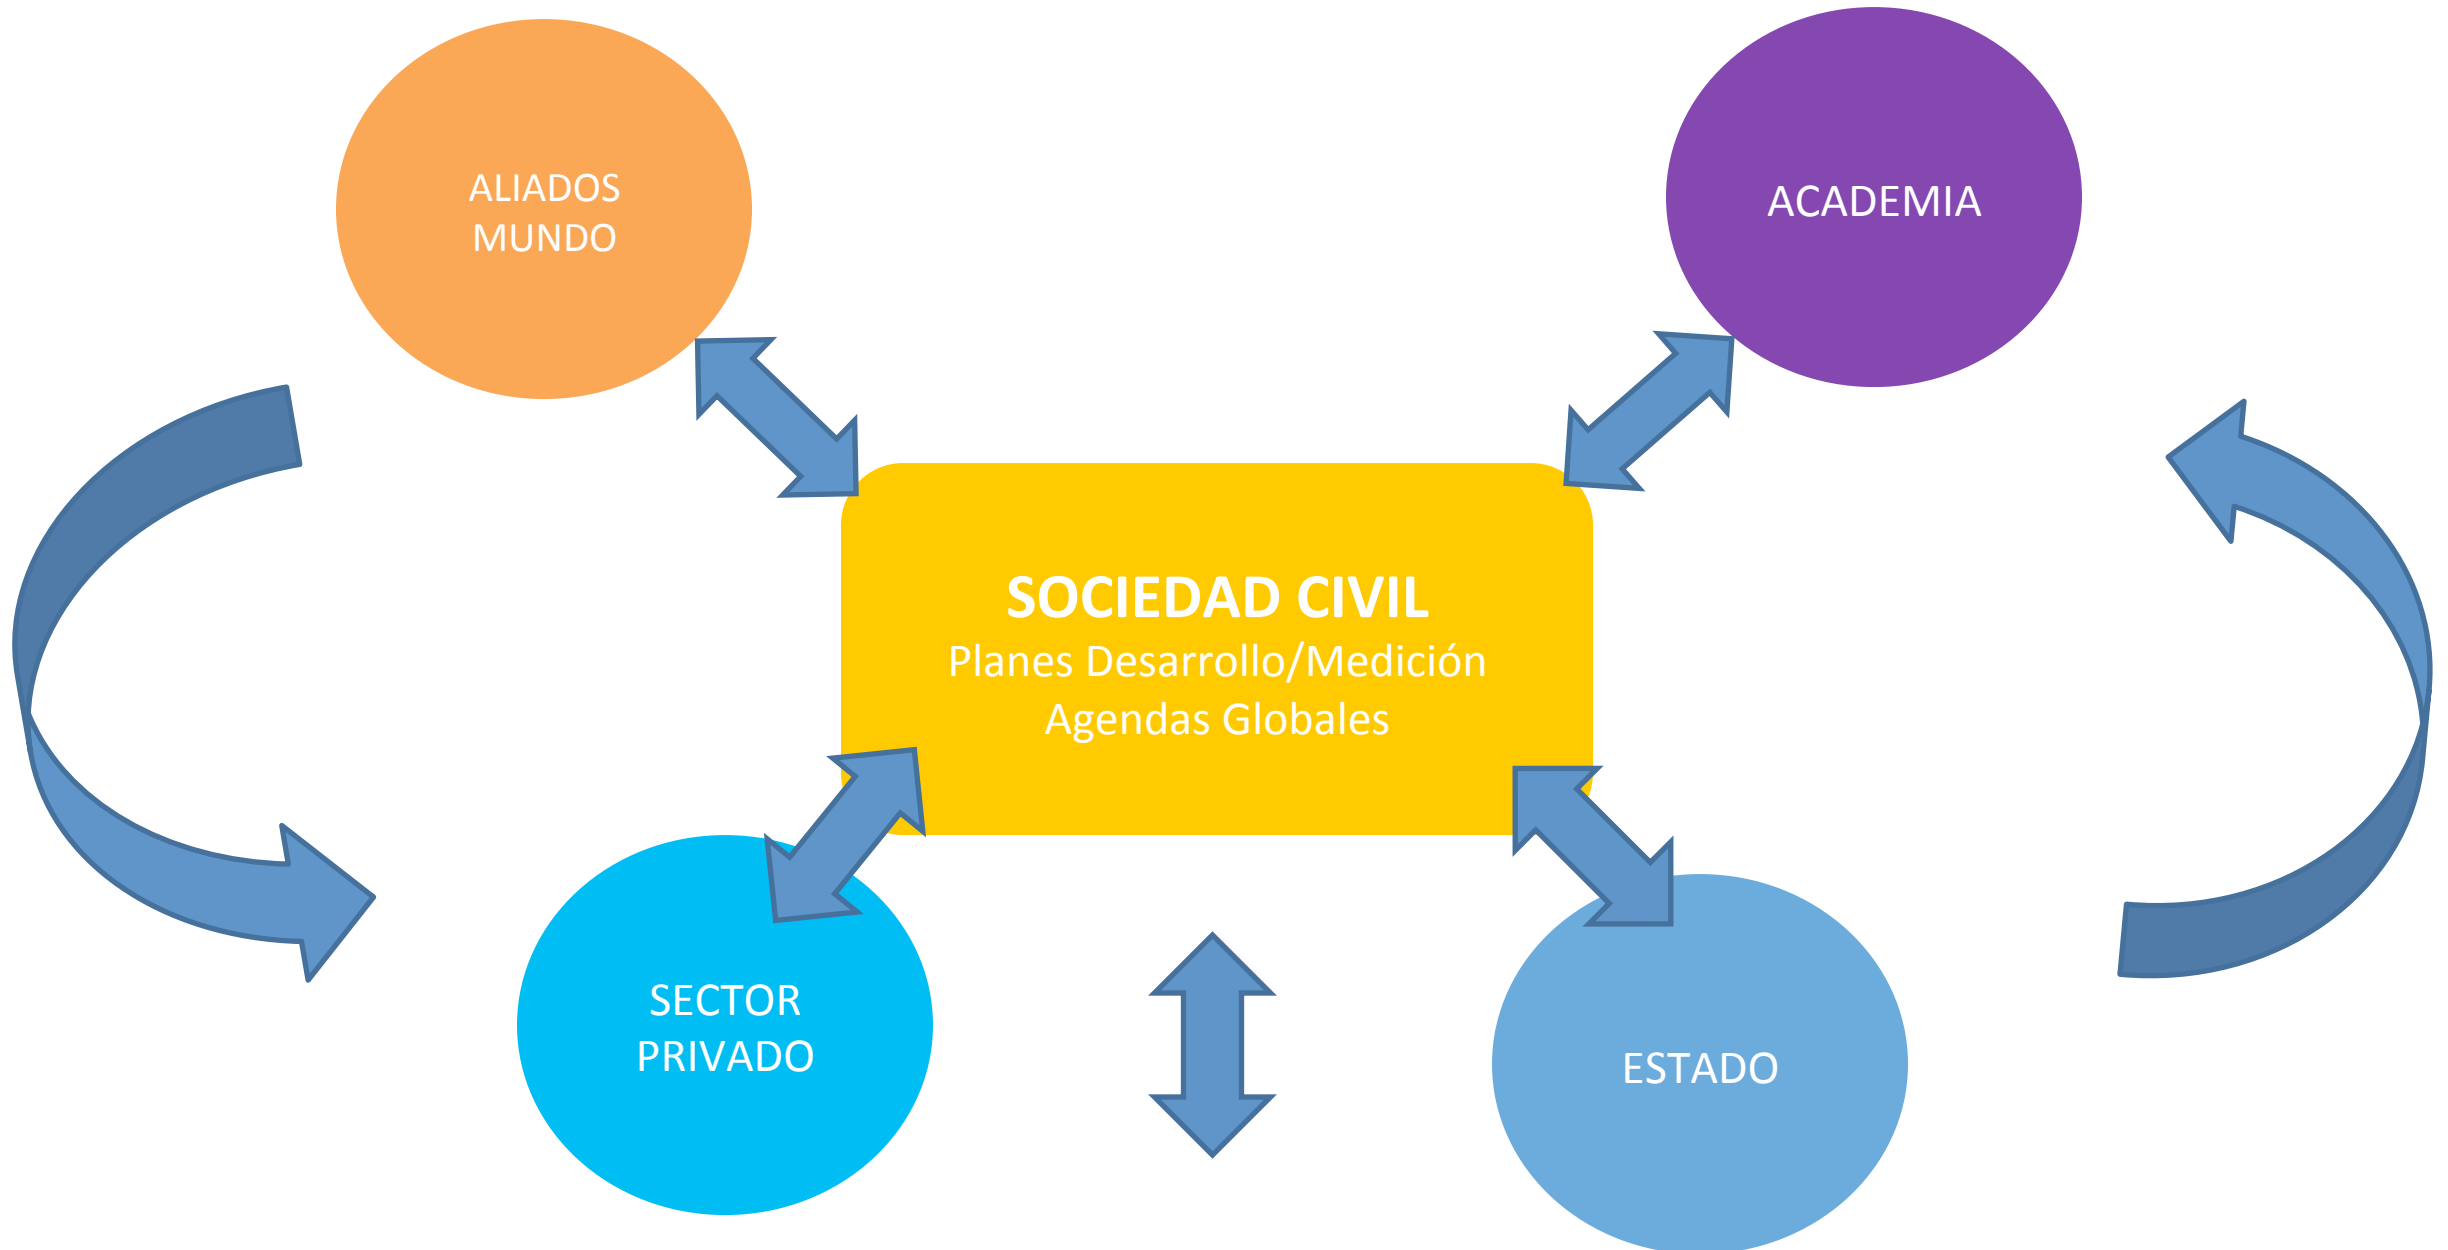 ALIADOS
MUNDO
ACADEMIA
SOCIEDAD CIVIL
Planes Desarrollo/Medición
Agendas Globales
SECTOR
PRIVADO
ESTADO